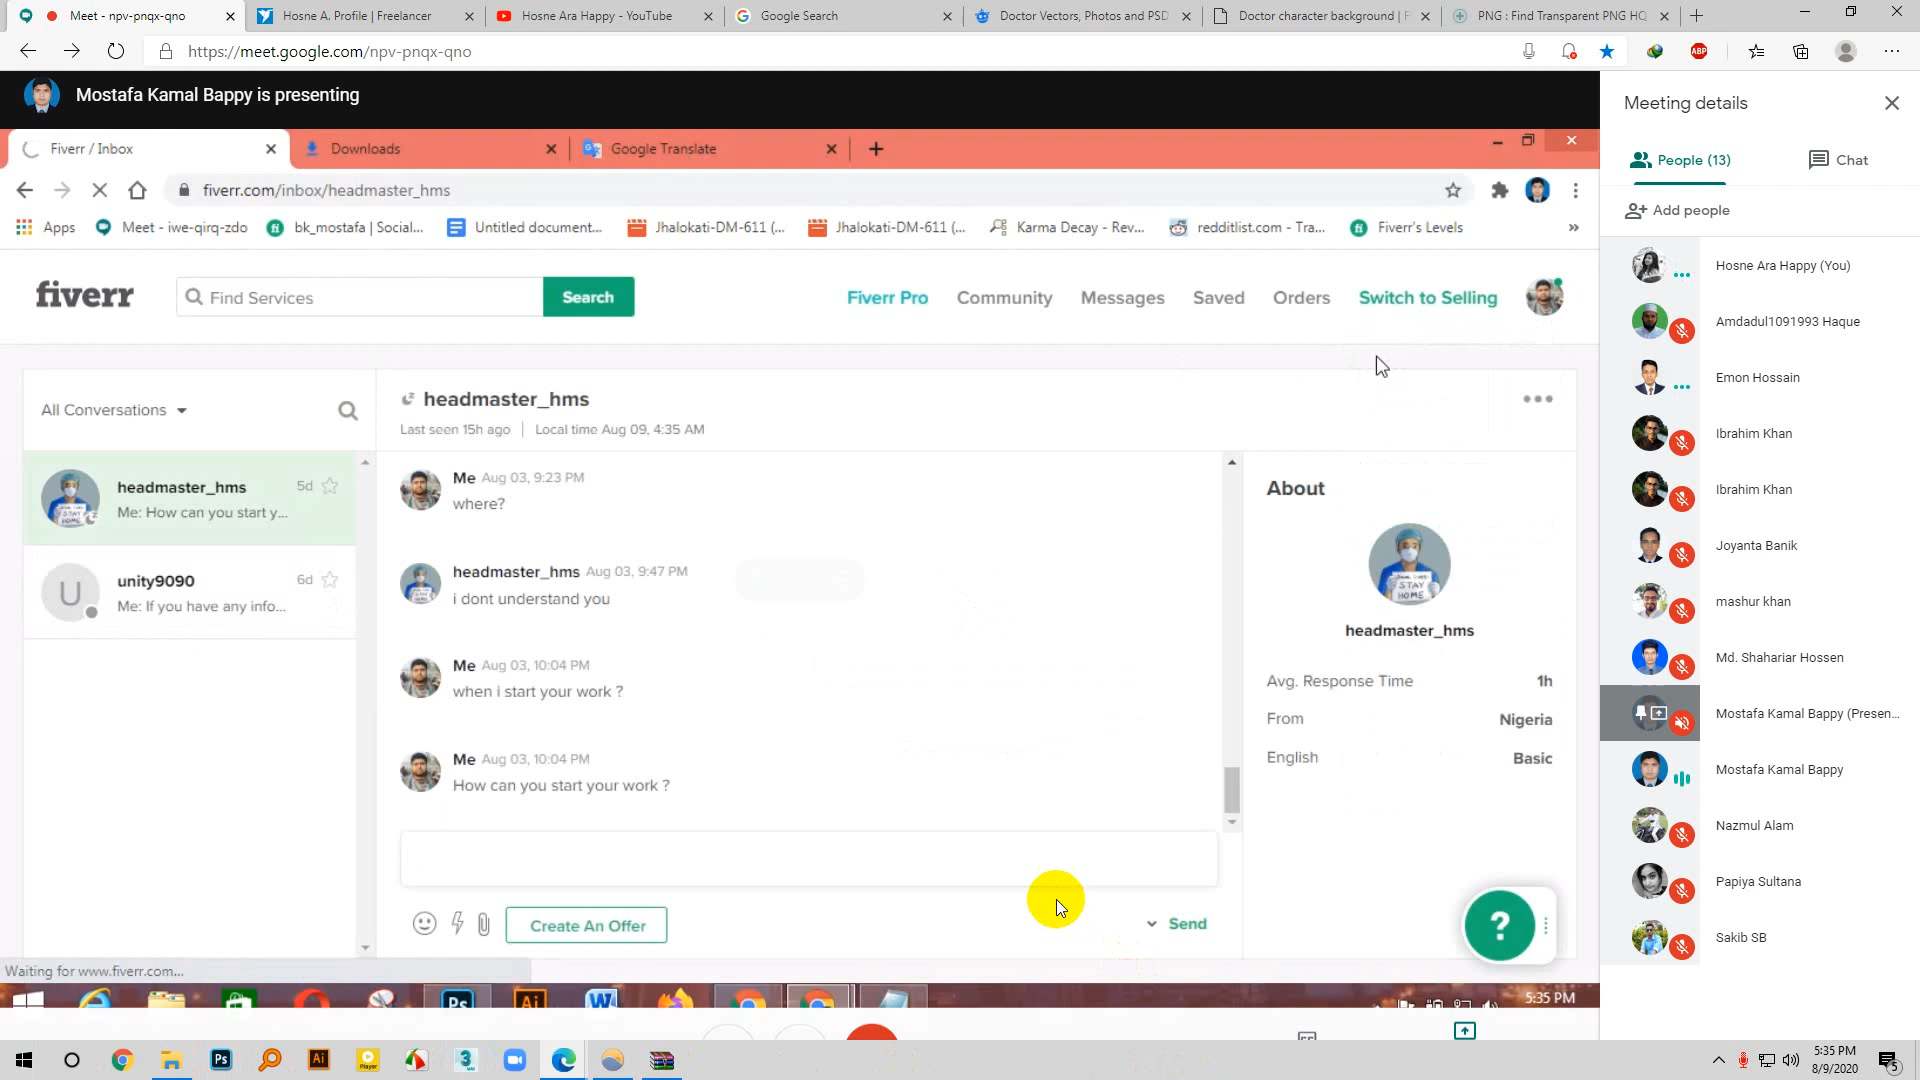 Meet - npv-pnqx-qno
Hosne A. Profile | Freelancer
Hosne Ara Happy - YouTube
Google Search
Doctor Vectors, Photos and PSD
Doctor character background | F
PNG : Find Transparent PNG HQ
https://meet.google.com/npv-pnqx-qno
ABP
Mostafa Kamal Bappy is presenting
Fiverr / Inbox
Downloads
Google Translate
fiverr.com/inbox/headmaster_hms
Apps
Meet - iwe-qirq-zdo
bk_mostafa | Social...
Untitled document...
Jhalokati-DM-611 (...
Jhalokati-DM-611 (...
Karma Decay - Rev...
redditlist.com - Tra...
Fiverr's Levels
fiverr
Find Services
Search
Fiverr Pro
Community
Messages
Saved
Orders
Switch to Selling
All Conversations
headmaster_hms
5d
Me: How can you start y...
U
unity9090
6d
Me: If you have any info...
headmaster_hms
Last seen 15h ago | Local time Aug 09, 4:35 AM
Me Aug 03, 9:23 PM
where?
headmaster_hms Aug 03, 9:47 PM
i dont understand you
Me Aug 03, 10:04 PM
when i start your work ?
Me Aug 03, 10:04 PM
How can you start your work ?
Create An Offer
Send
About
STAY
HOME
headmaster_hms
Avg. Response Time 1h
From Nigeria
English Basic
?
Waiting for www.fiverr.com...
Ps
Ai
W
5:35 PM
Meeting details
People (13)
Chat
Add people
Hosne Ara Happy (You)
Amdadul1091993 Haque
Emon Hossain
Ibrahim Khan
Ibrahim Khan
Joyanta Banik
mashur khan
Md. Shahariar Hossen
Mostafa Kamal Bappy (Presen...
Mostafa Kamal Bappy
Nazmul Alam
Papiya Sultana
Sakib SB
Ps
Ai
Player
3
5:35 PM
8/9/2020
5